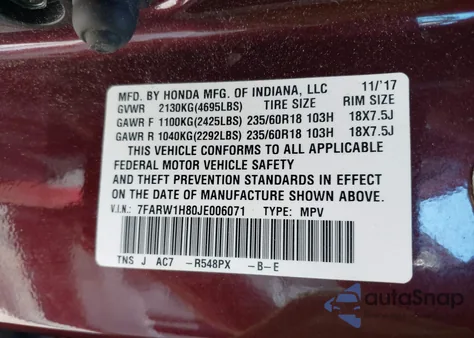 MFD. BY HONDA MFG. OF INDIANA, LLC 11/'17
GVWR 2130KG(4695LBS) TIRE SIZE RIM SIZE
GAWR F 1100KG(2425LBS) 235/60R18 103H 18X7.5J
GAWR R 1040KG(2292LBS) 235/60R18 103H 18X7.5J
THIS VEHICLE CONFORMS TO ALL APPLICABLE
FEDERAL MOTOR VEHICLE SAFETY
AND THEFT PREVENTION STANDARDS IN EFFECT
ON THE DATE OF MANUFACTURE SHOWN ABOVE.
V.I.N.: 7FARW1H80JE006071 TYPE: MPV
TNS J AC7 -R548PX -B-E
autoSnap